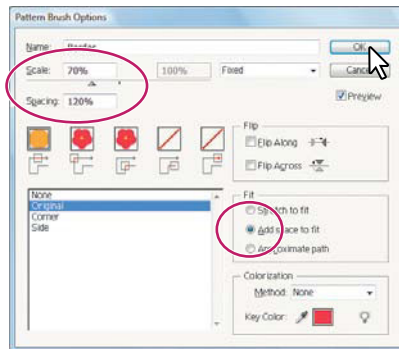 Pattern Brush Options
Name: Border
OK
Scale: 70% 100% Fixed
Cancel
Spacing: 120%
Preview
Flip
Flip Along
Flip Across
None
Original
Corner
Side
Fit
Stretch to fit
Add space to fit
Approximate path
Colorization
Method: None
Key Color: